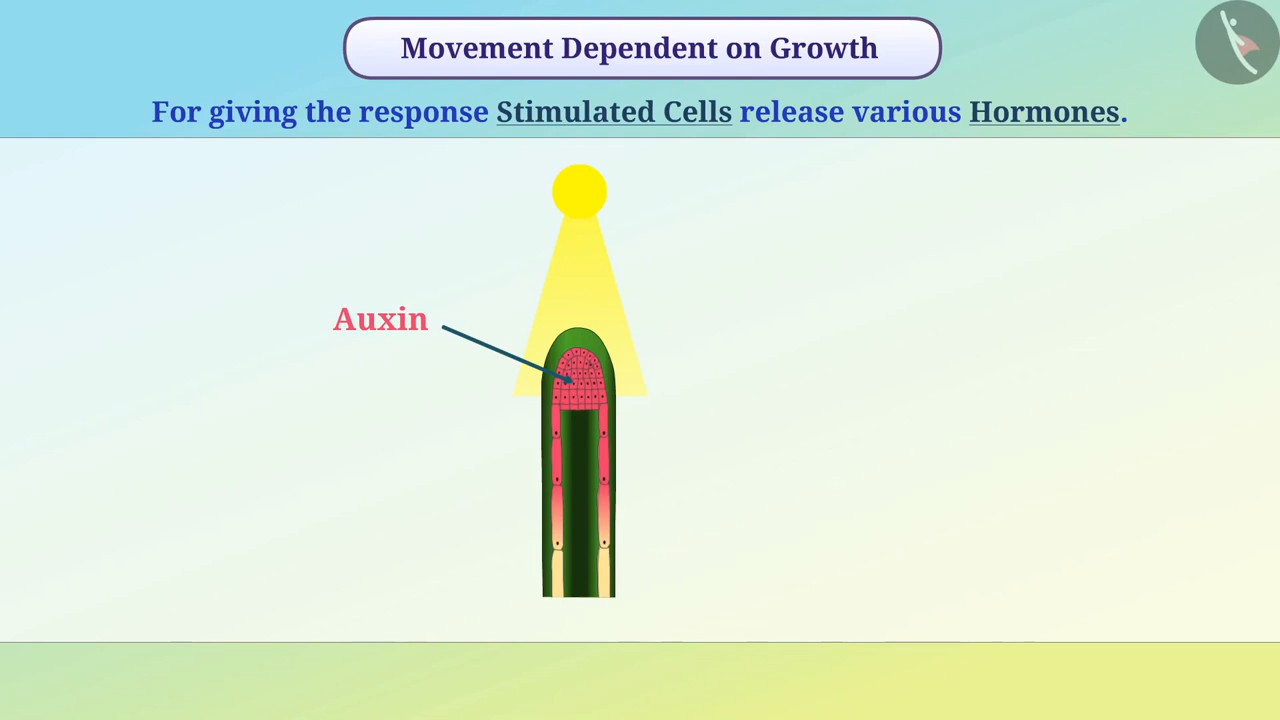 Movement Dependent on Growth
For giving the response Stimulated Cells release various Hormones.
Auxin